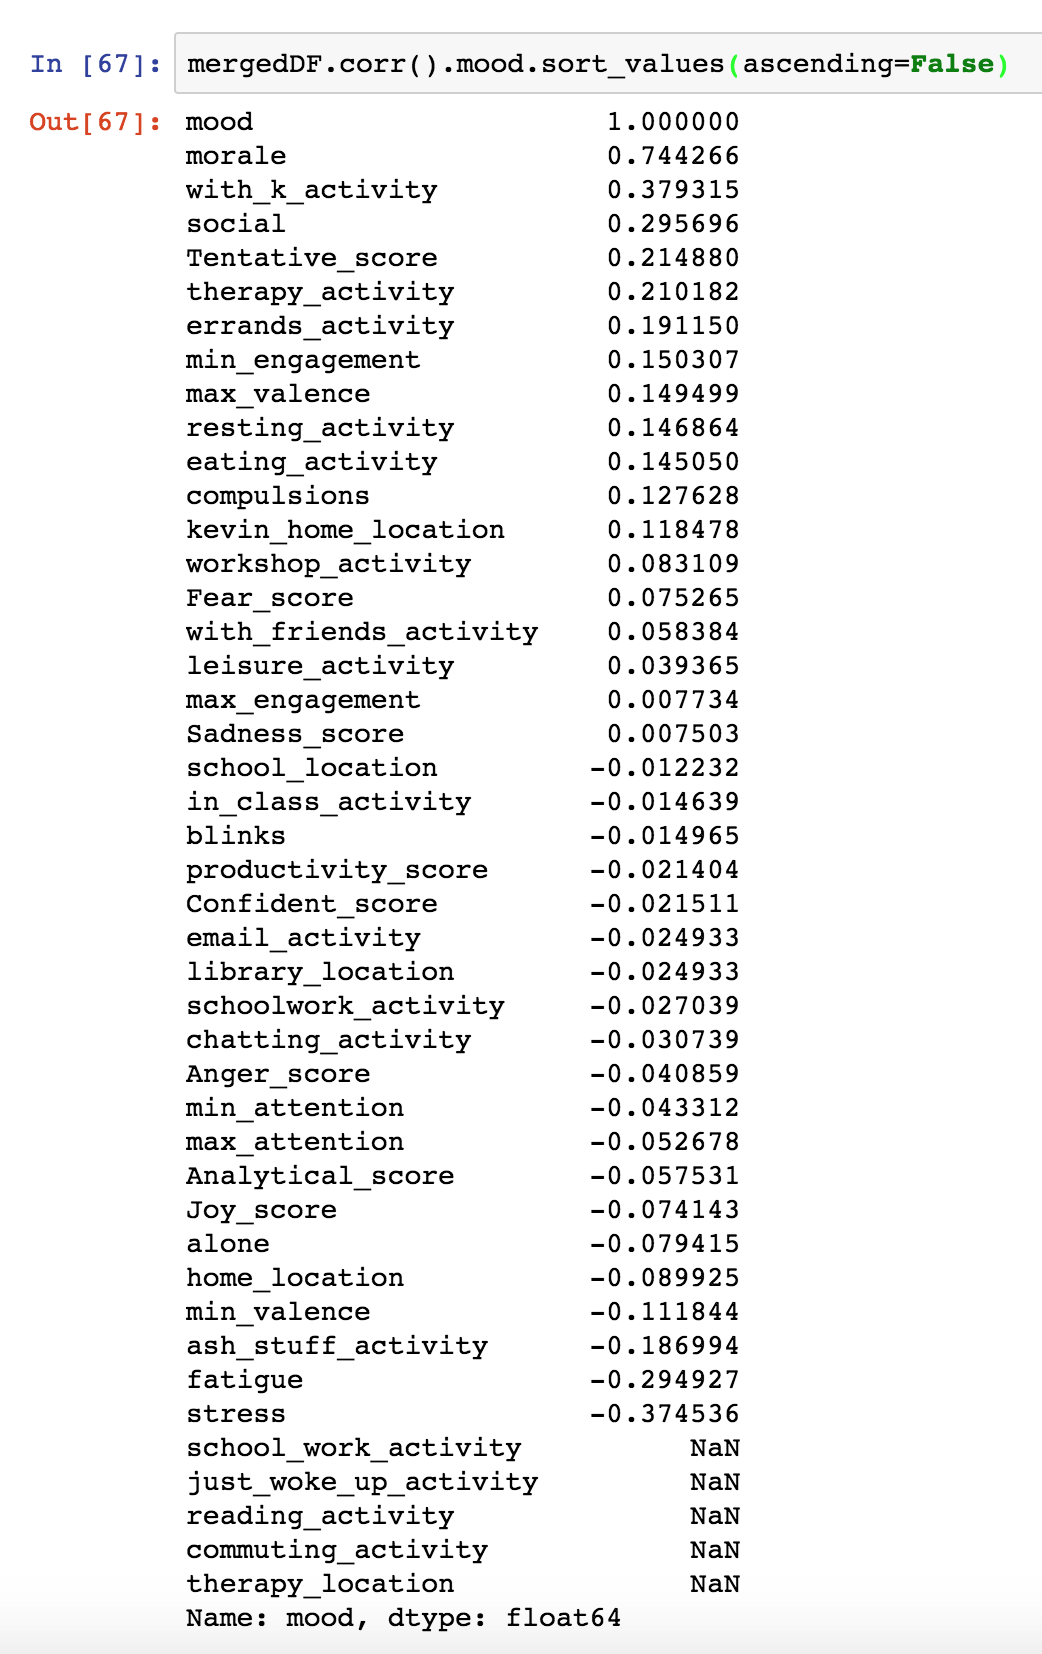 In [67]: mergedDF.corr().mood.sort_values(ascending=False)
Out[67]: mood 1.000000
morale 0.744266
with_k_activity 0.379315
social 0.295696
Tentative_score 0.214880
therapy_activity 0.210182
errands_activity 0.191150
min_engagement 0.150307
max_valence 0.149499
resting_activity 0.146864
eating_activity 0.145050
compulsions 0.127628
kevin_home_location 0.118478
workshop_activity 0.083109
Fear_score 0.075265
with_friends_activity 0.058384
leisure_activity 0.039365
max_engagement 0.007734
Sadness_score 0.007503
school_location -0.012232
in_class_activity -0.014639
blinks -0.014965
productivity_score -0.021404
Confident_score -0.021511
email_activity -0.024933
library_location -0.024933
schoolwork_activity -0.027039
chatting_activity -0.030739
Anger_score -0.040859
min_attention -0.043312
max_attention -0.052678
Analytical_score -0.057531
Joy_score -0.074143
alone -0.079415
home_location -0.089925
min_valence -0.111844
ash_stuff_activity -0.186994
fatigue -0.294927
stress -0.374536
school_work_activity NaN
just_woke_up_activity NaN
reading_activity NaN
commuting_activity NaN
therapy_location NaN
Name: mood, dtype: float64